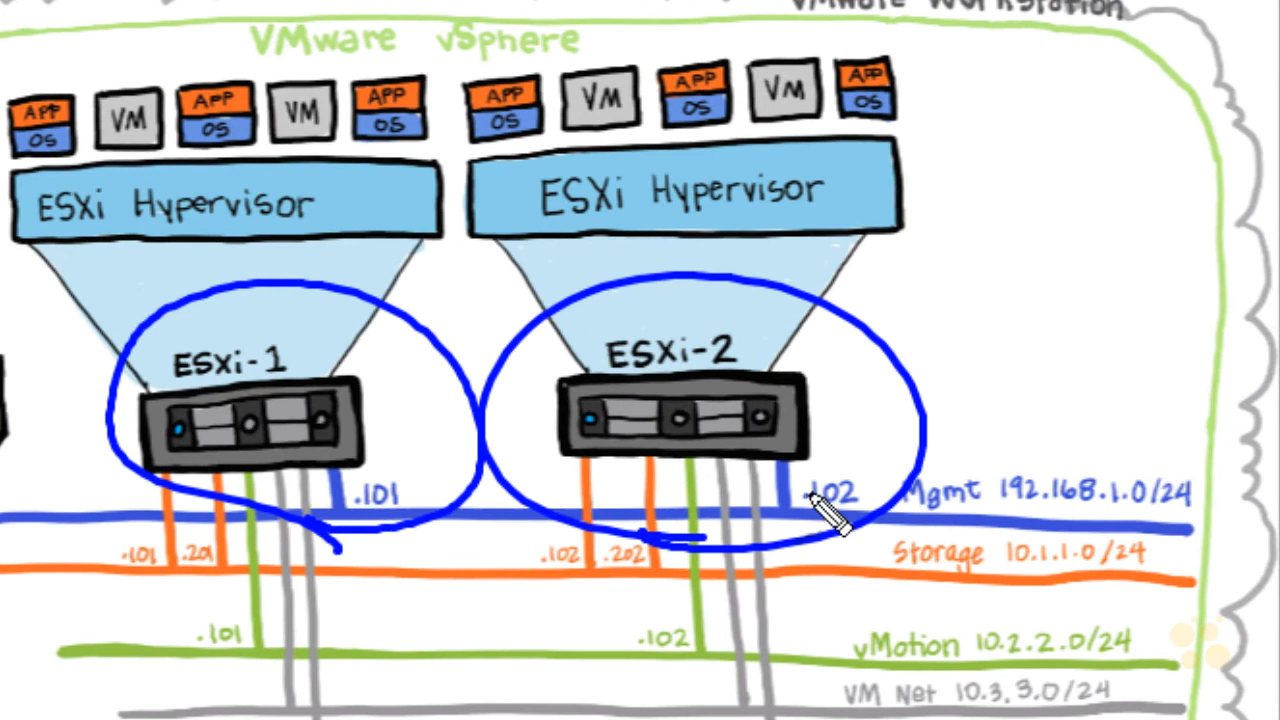 VMware Workstation
VMware vSphere
APP OS VM APP OS VM APP OS
APP OS VM APP OS VM APP OS
ESXi Hypervisor
ESXi Hypervisor
ESXi-1
ESXi-2
.101
.102
Mgmt 192.168.1.0/24
.101 .201
.102 .202
Storage 10.1.1.0/24
.101
.102
vMotion 10.2.2.0/24
VM Net 10.3.3.0/24